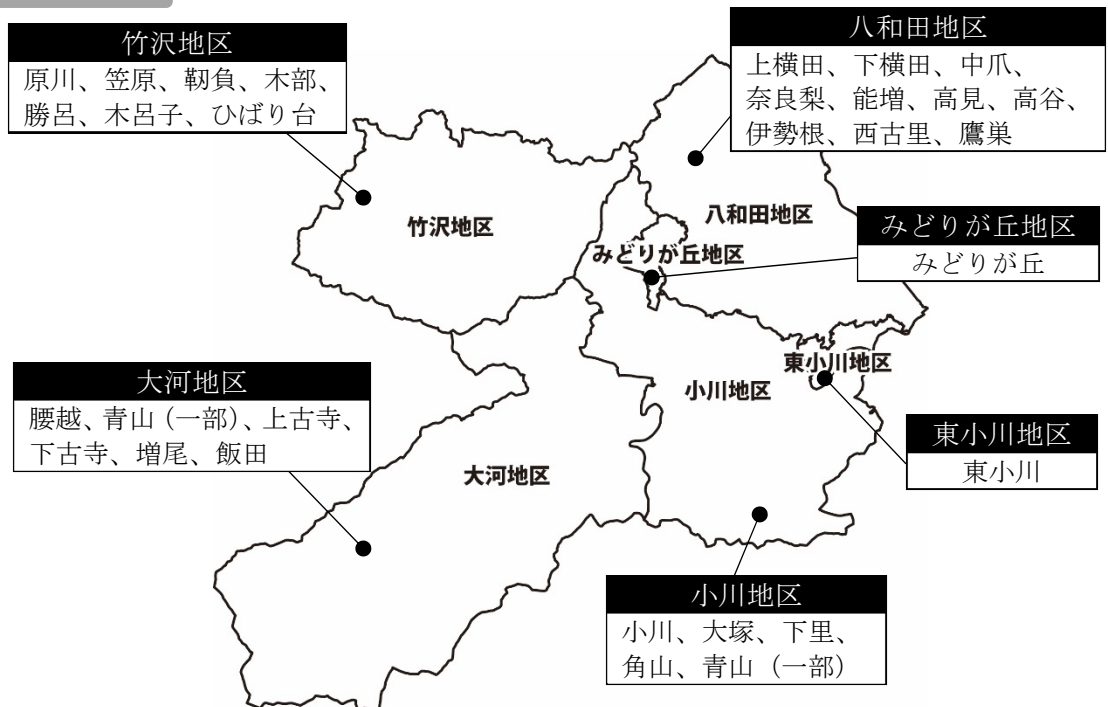 竹沢地区
原川、笠原、靭負、木部、
勝呂、木呂子、ひばり台
八和田地区
上横田、下横田、中爪、
奈良梨、能増、高見、高谷、
伊勢根、西古里、鷹巣
竹沢地区
八和田地区
みどりが丘地区
みどりが丘
みどりが丘地区
大河地区
腰越、青山（一部）、上古寺、
下古寺、増尾、飯田
東小川地区
小川地区
東小川地区
東小川
大河地区
小川地区
小川、大塚、下里、
角山、青山（一部）